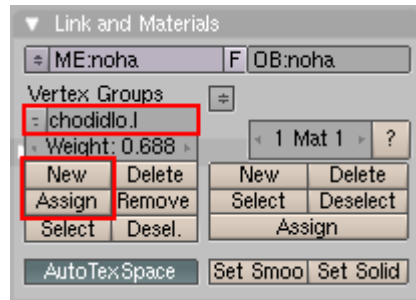 Link and Materials
ME:noha F OB:noha
Vertex Groups
chodidlo.l
Weight: 0.688 1 Mat 1 ?
New Delete New Delete
Assign Remove Select Deselect
Select Desel. Assign
AutoTexSpace Set Smoo Set Solid